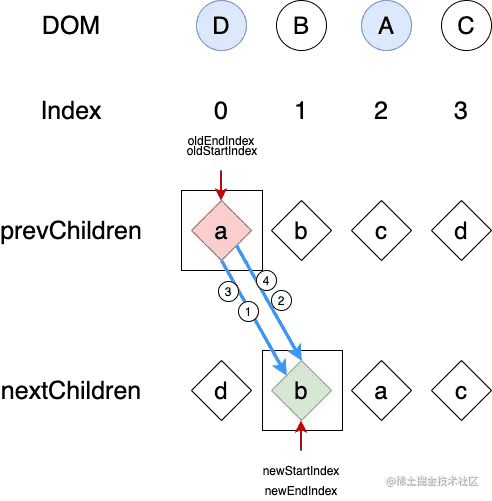 DOM D B A C
Index 0 1 2 3
oldEndIndex
oldStartIndex
prevChildren a b c d
③ ④
① ②
nextChildren d b a c
newStartIndex
newEndIndex
@稀土掘金技术社区